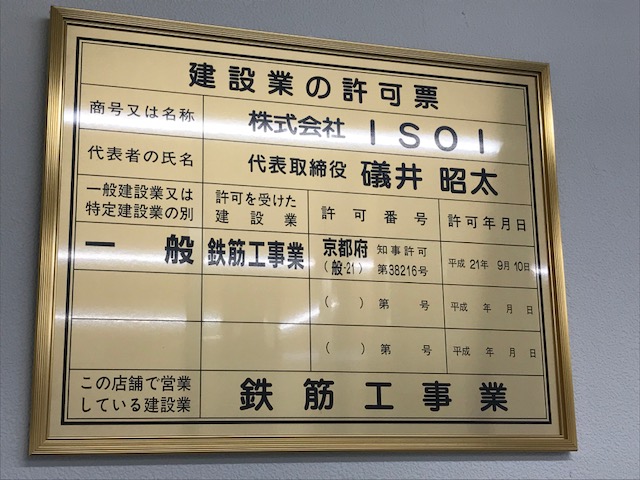 建設業の許可票
商号又は名称 株式会社 ISOI
代表者の氏名 代表取締役 礒井 昭太
一般建設業又は特定建設業の別 許可を受けた建設業 許可番号 許可年月日
一般 鉄筋工事業 京都府 知事許可 (般-21) 第38216号 平成 21年 9月 10日
( ) 第 号 平成 年 月 日
( ) 第 号 平成 年 月 日
この店舗で営業している建設業 鉄筋工事業